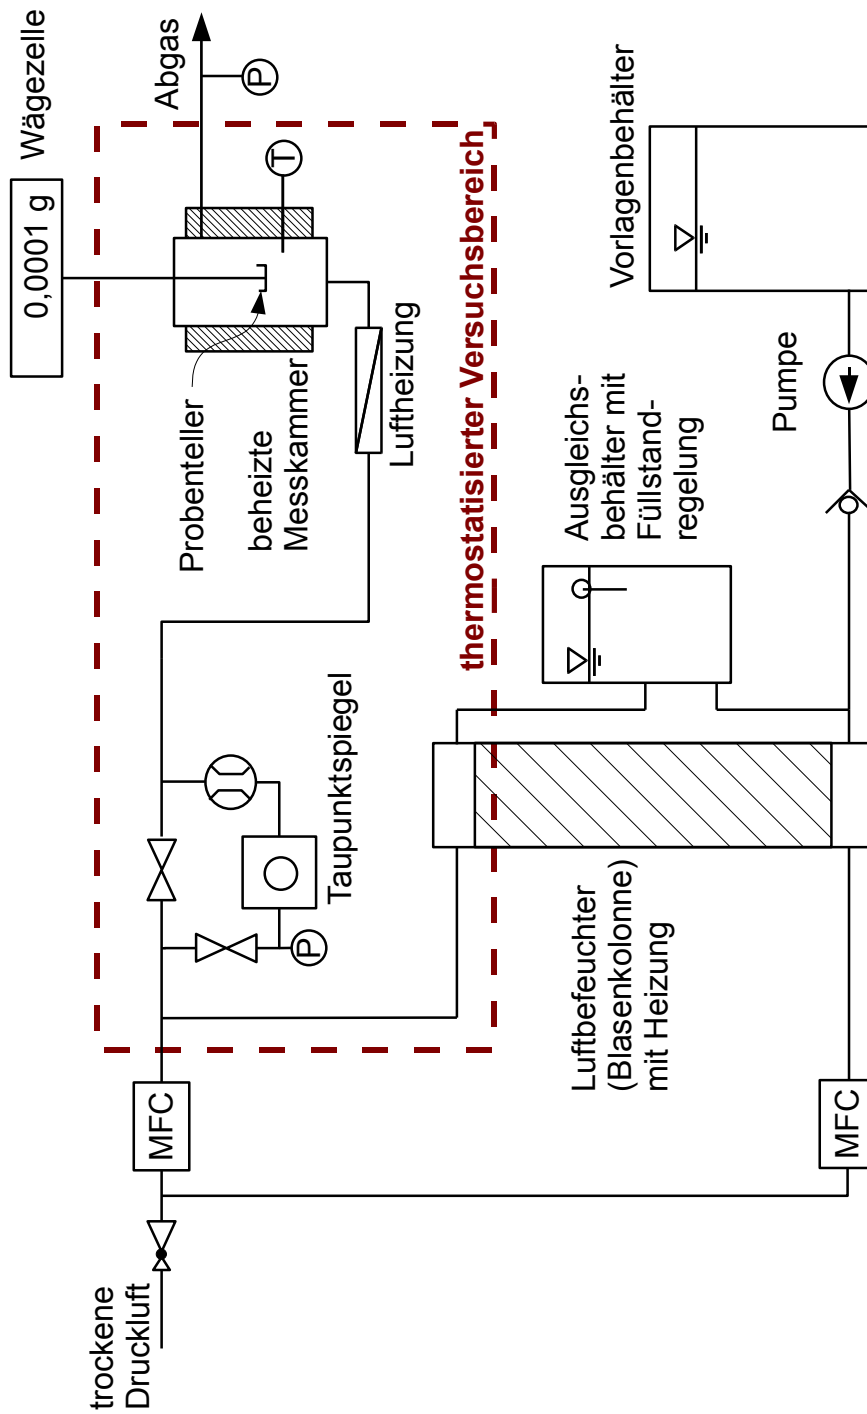 Wägezelle
0,0001 g
Abgas
P
T
Probenteller
beheizte
Messkammer
Luftheizung
thermostatisierter Versuchsbereich
Taupunktspiegel
P
trockene
Druckluft
MFC
MFC
Luftbefeuchter
(Blasenkolonne)
mit Heizung
Ausgleichs-
behälter mit
Füllstand-
regelung
Pumpe
Vorlagenbehälter